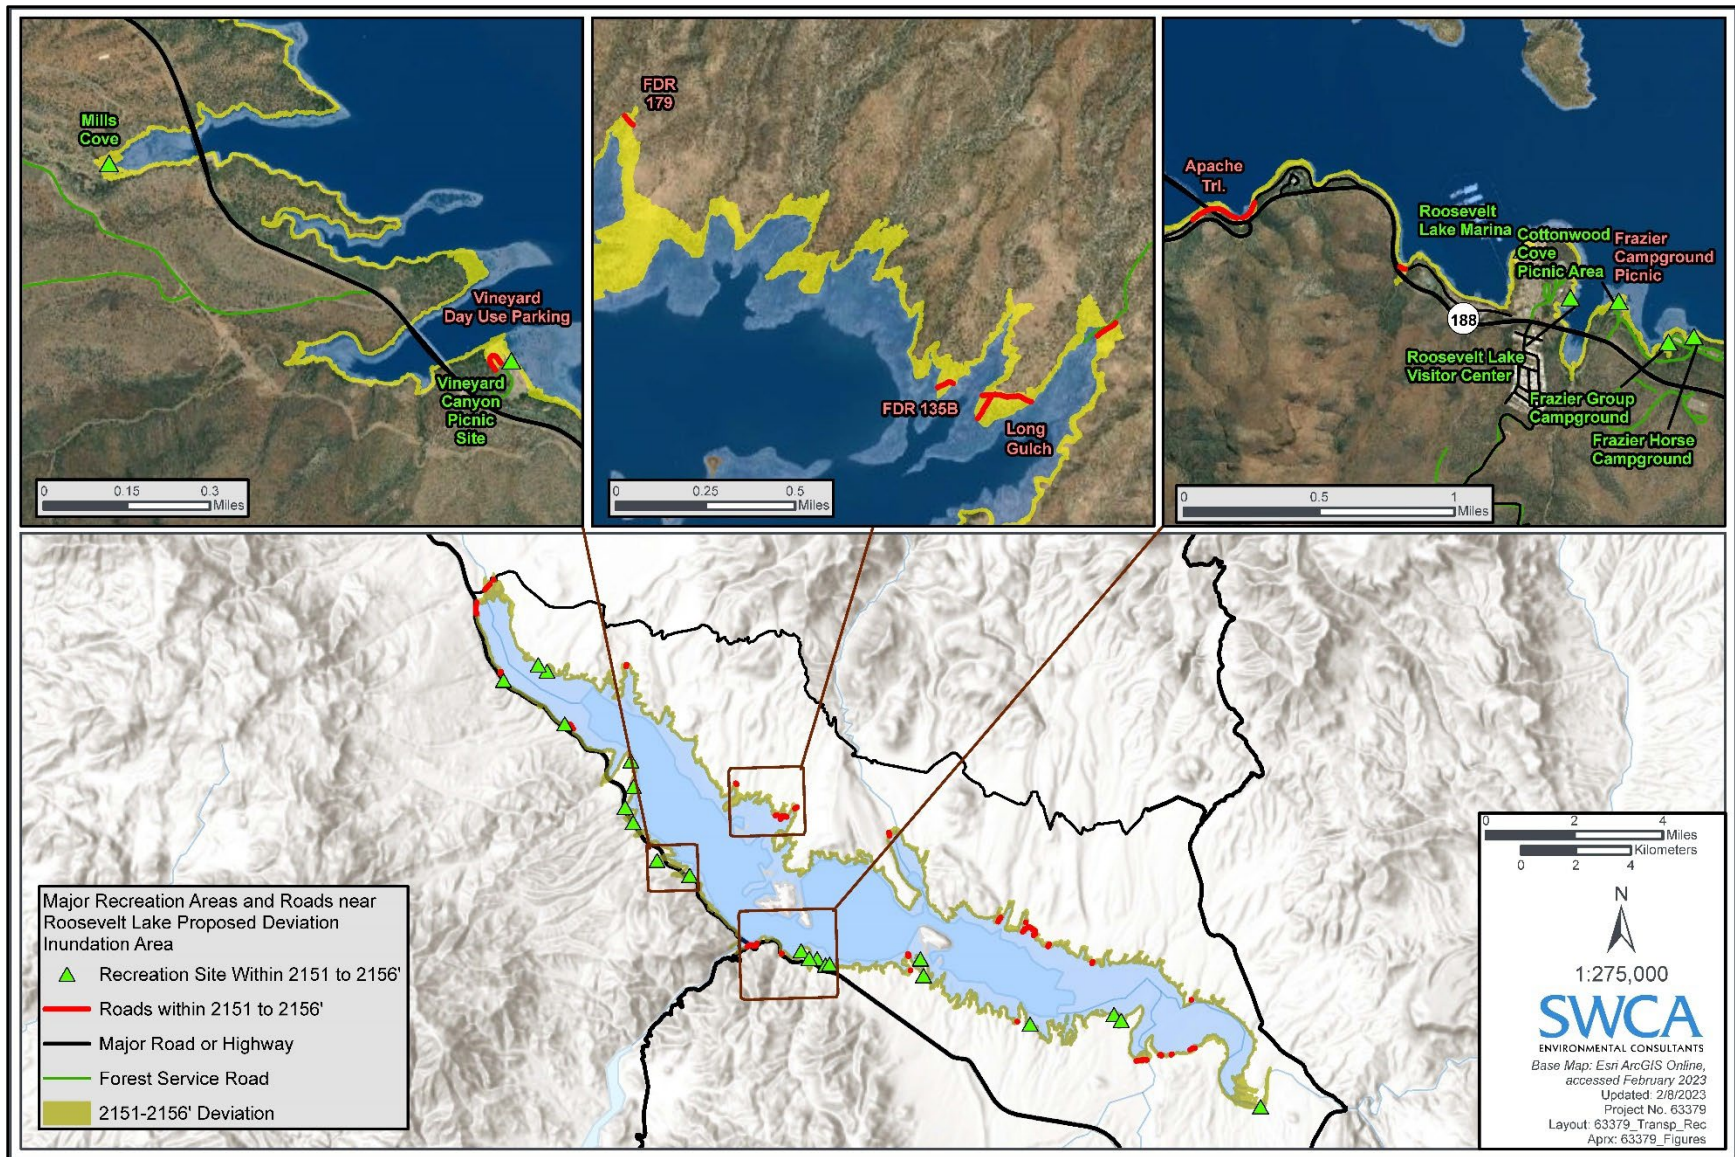 Mills
Cove
Vineyard
Day Use Parking
Vineyard
Canyon
Picnic
Site
0 0.15 0.3
Miles
FDR
179
FDR 135B
Long
Gulch
0 0.25 0.5
Miles
Apache
Trl.
Roosevelt
Lake Marina
Cottonwood
Cove
Picnic Area
Frazier
Campground
Picnic
188
Roosevelt Lake
Visitor Center
Frazier Group
Campground
Frazier Horse
Campground
0 0.5 1
Miles
Major Recreation Areas and Roads near
Roosevelt Lake Proposed Deviation
Inundation Area
Recreation Site Within 2151 to 2156'
Roads within 2151 to 2156'
Major Road or Highway
Forest Service Road
2151-2156' Deviation
0 2 4
Miles
Kilometers
0 2 4
N
1:275,000
SWCA
ENVIRONMENTAL CONSULTANTS
Base Map: Esri ArcGIS Online,
accessed February 2023
Updated: 2/8/2023
Project No. 63379
Layout: 63379_Transp_Rec
Aprx: 63379_Figures